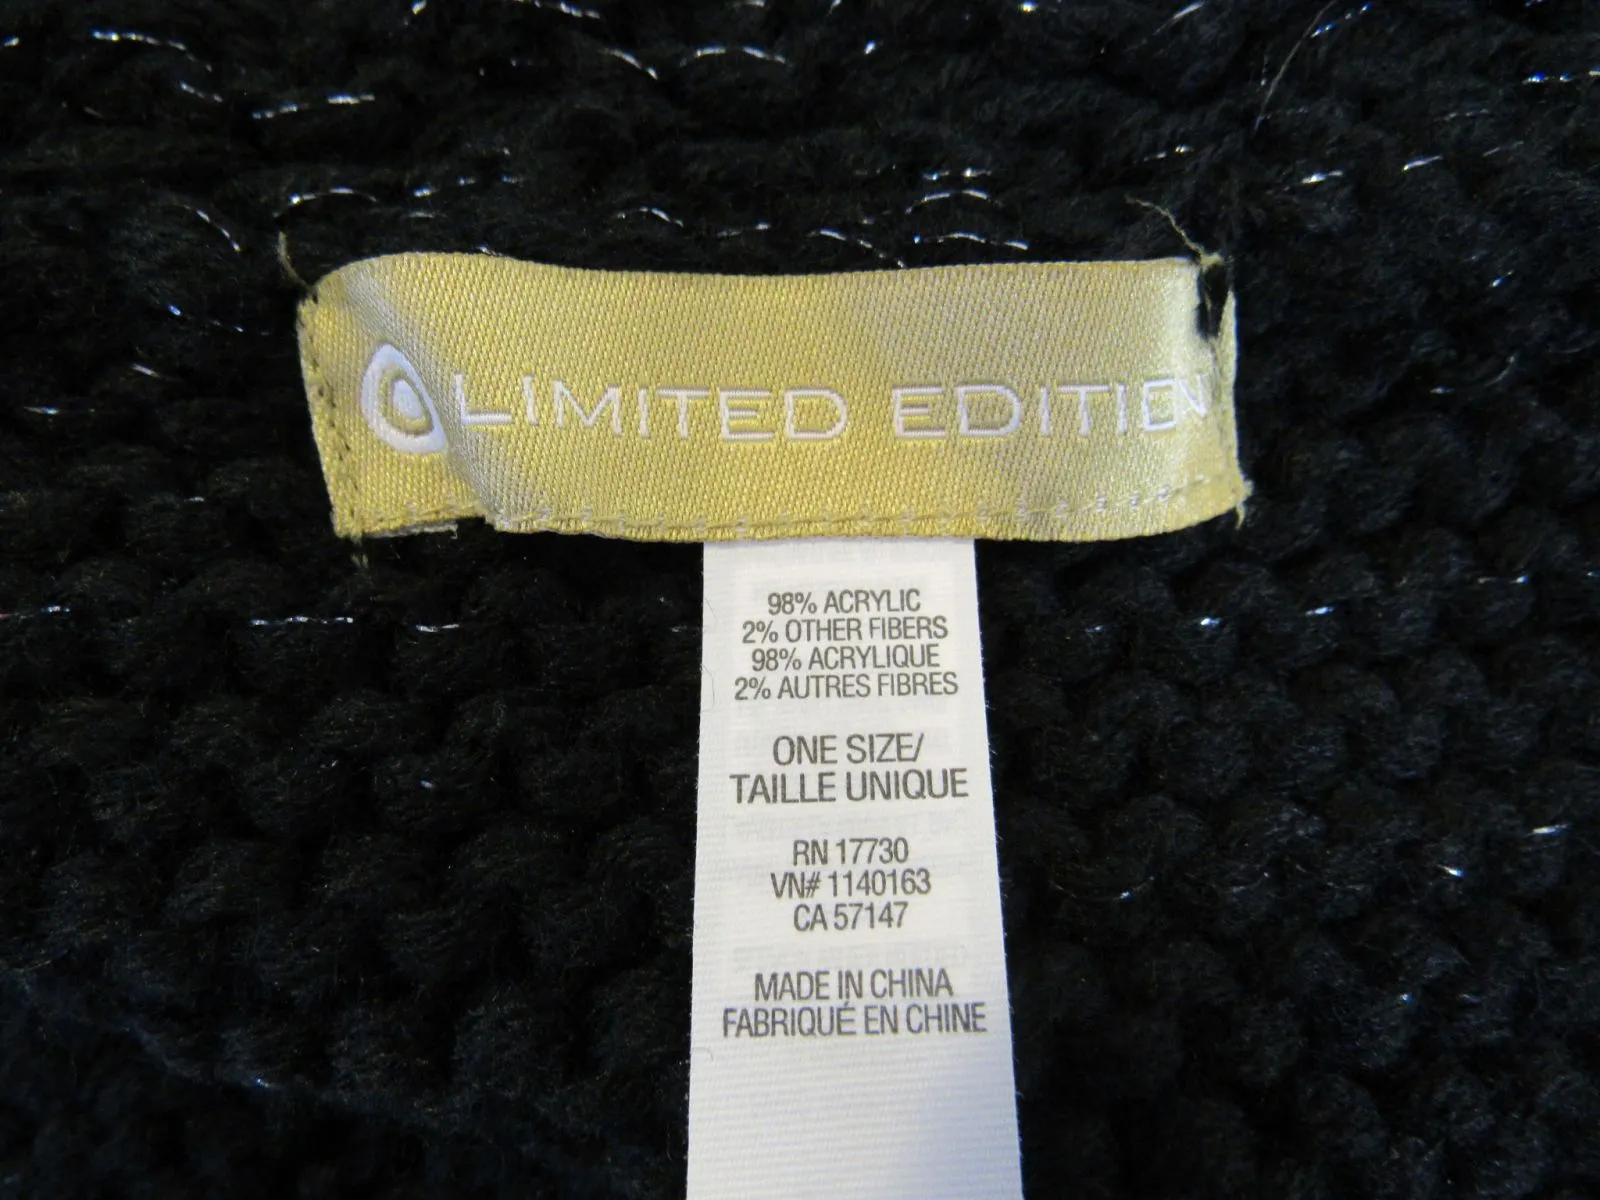 LIMITED EDITION
98% ACRYLIC
2% OTHER FIBERS
98% ACRYLIQUE
2% AUTRES FIBRES
ONE SIZE/
TAILLE UNIQUE
RN 17730
VN# 1140163
CA 57147
MADE IN CHINA
FABRIQUÉ EN CHINE